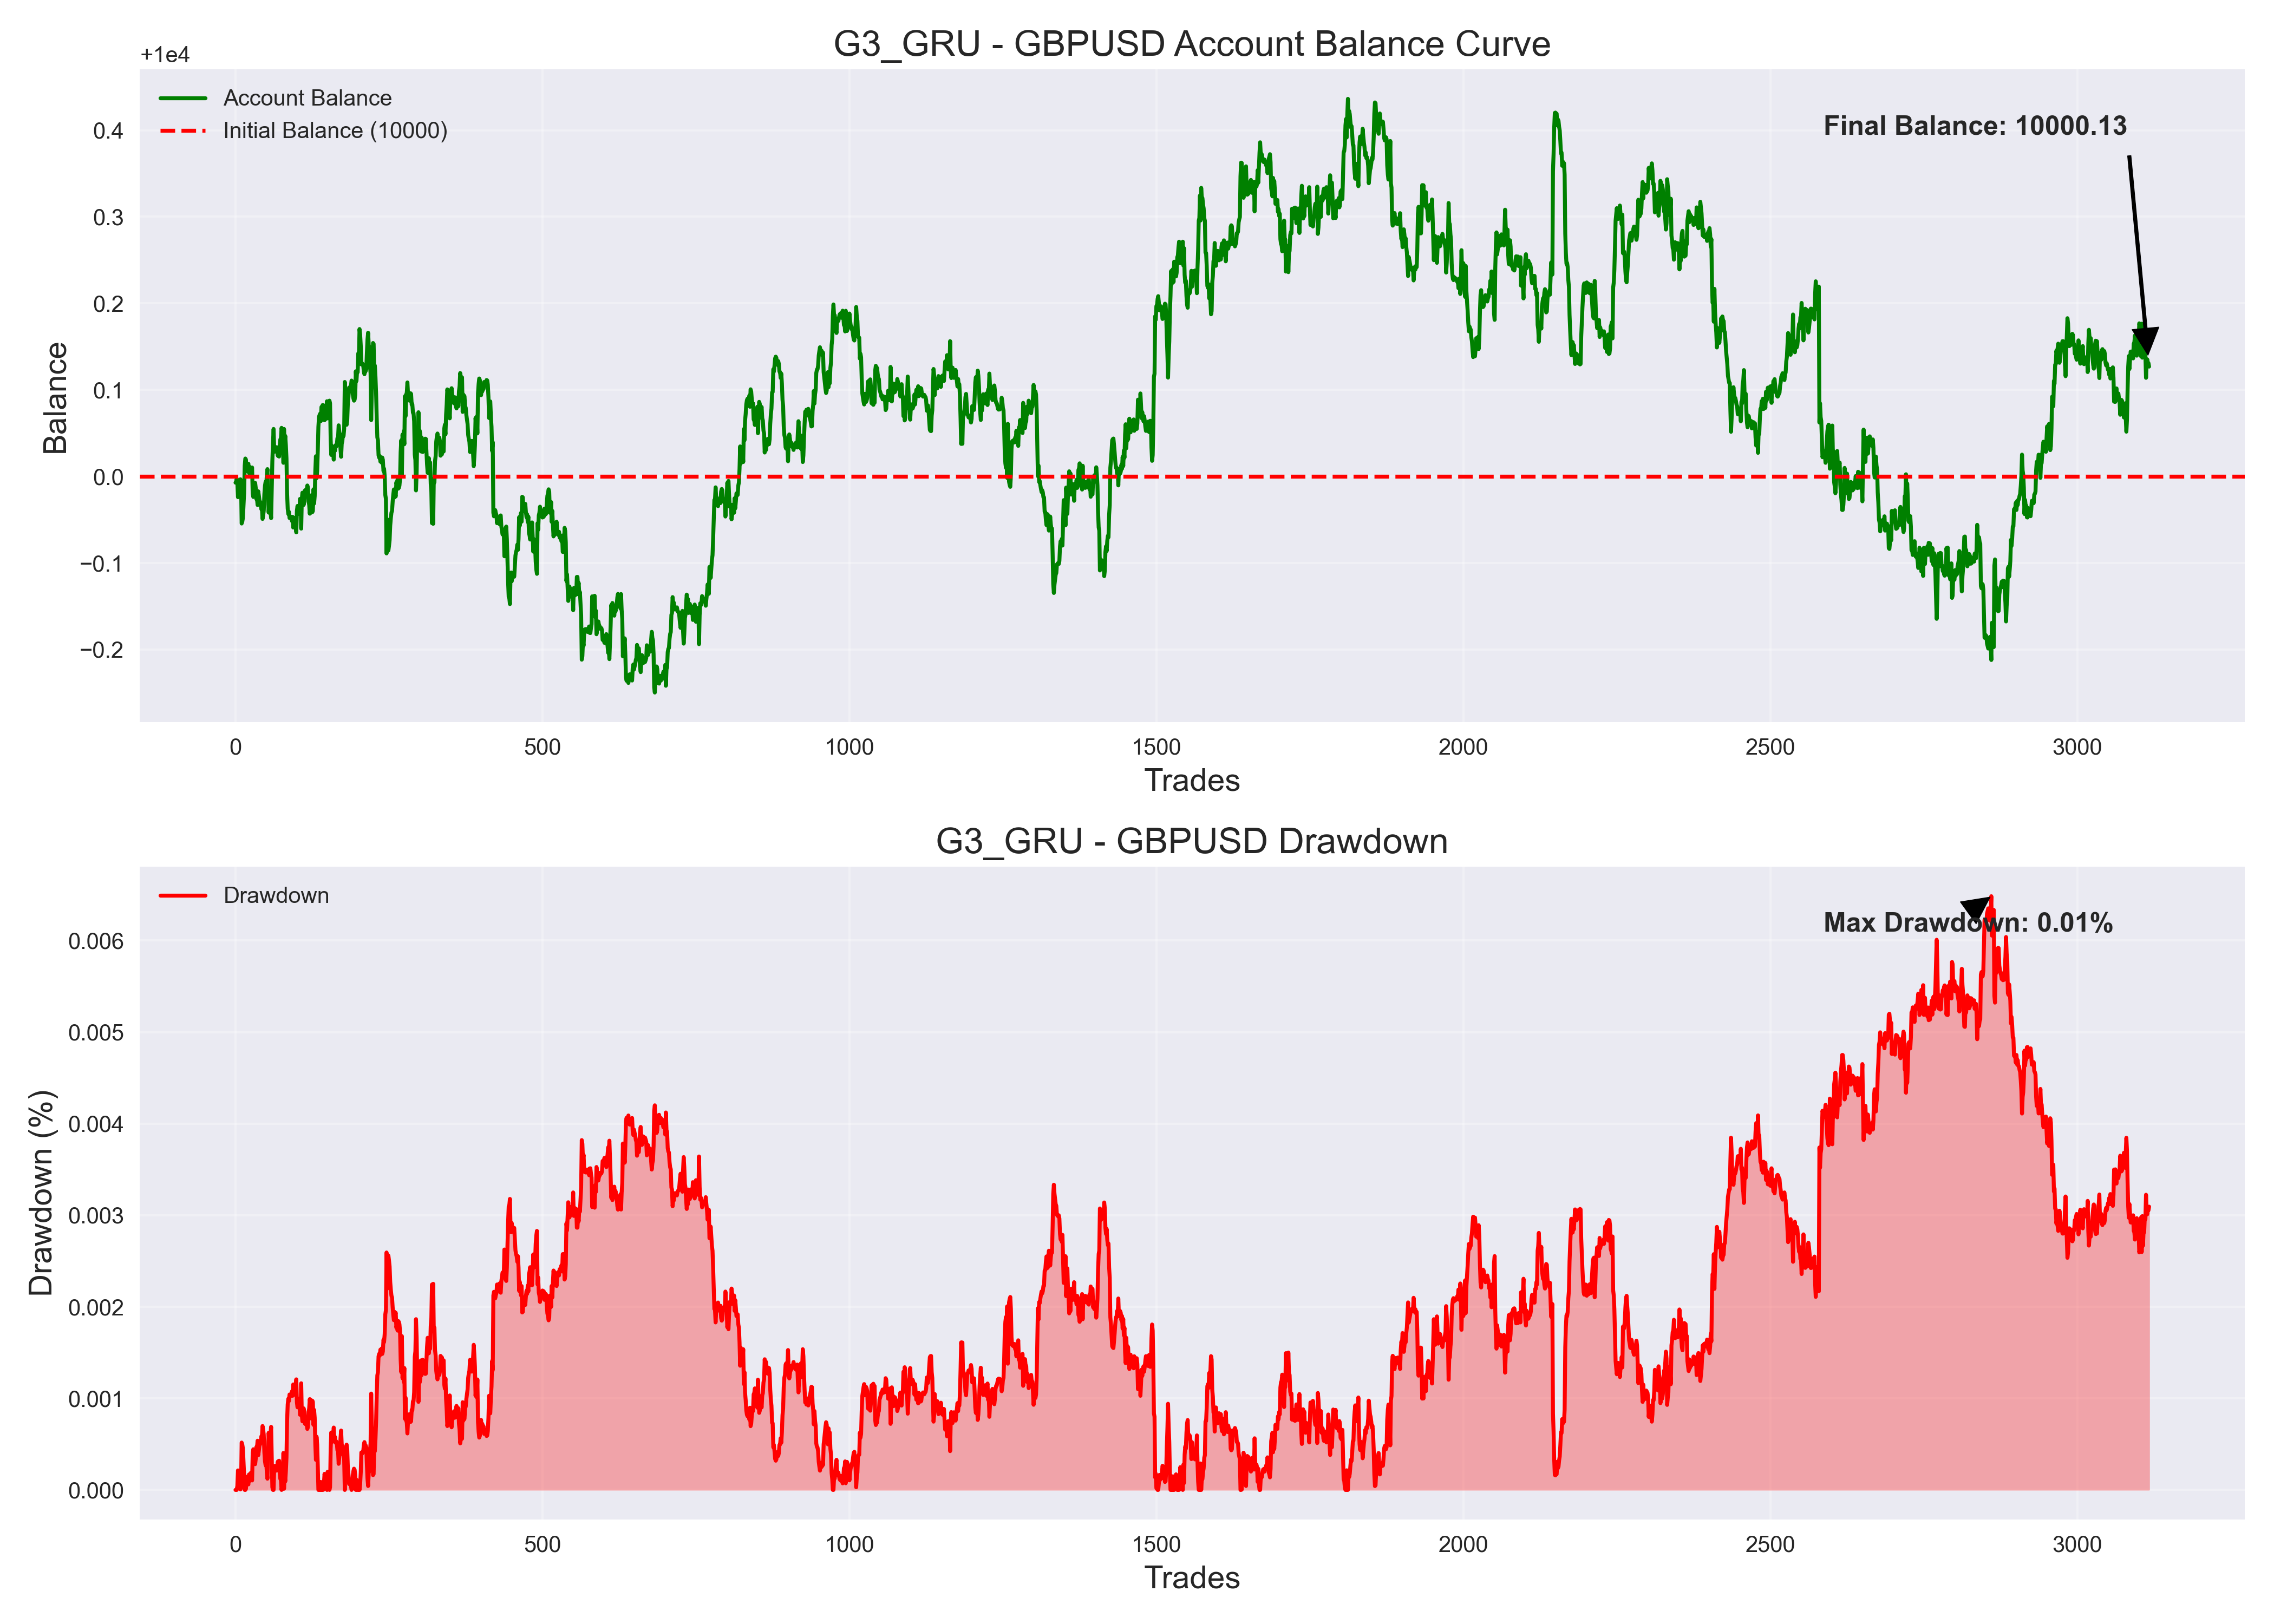 G3_GRU - GBPUSD Account Balance Curve
+1e4
Account Balance
Initial Balance (10000)
Final Balance: 10000.13
0.4
0.3
0.2
0.1
0.0
−0.1
−0.2
Balance
0
500
1000
1500
2000
2500
3000
Trades
G3_GRU - GBPUSD Drawdown
Drawdown
Max Drawdown: 0.01%
0.006
0.005
0.004
0.003
0.002
0.001
0.000
Drawdown (%)
0
500
1000
1500
2000
2500
3000
Trades